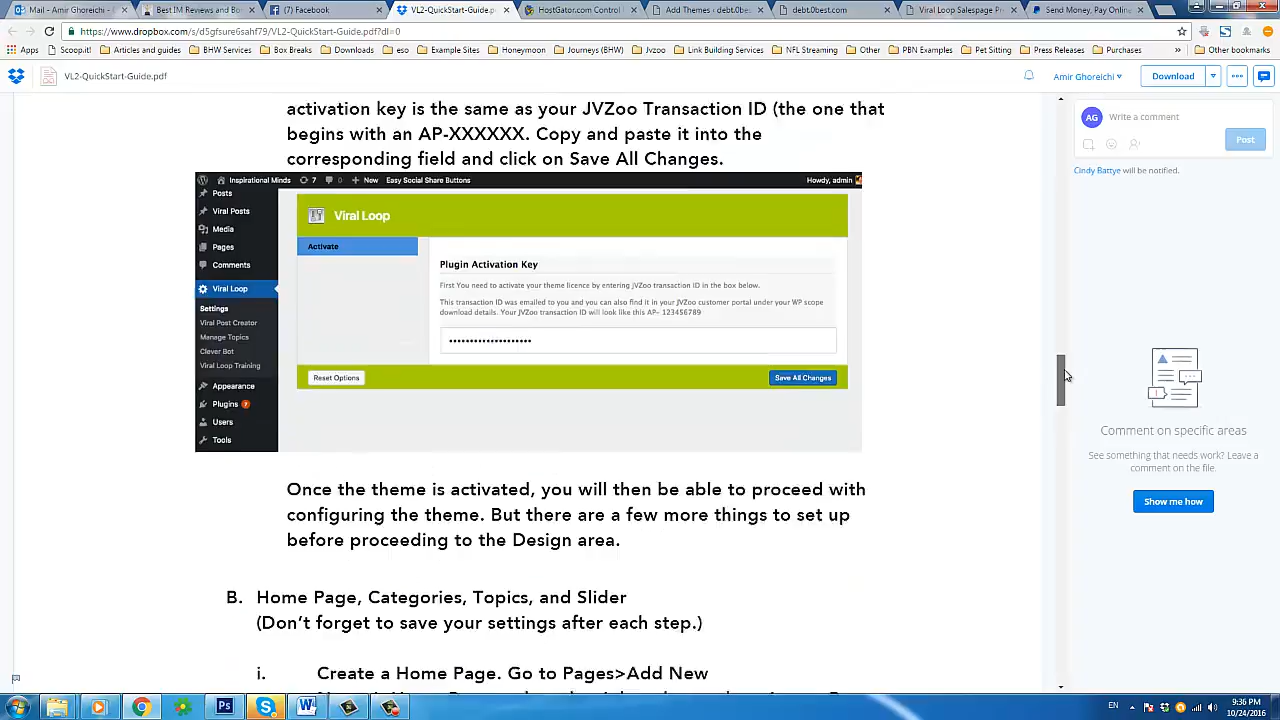 Mail - Amir Ghoreichi -
Best IM Reviews and Bon
(7) Facebook
VL2-QuickStart-Guide.p
HostGator.com Control
Add Themes ‹ debt.0bes
debt.0best.com
Viral Loop Salespage Pr
Send Money, Pay Online
https://www.dropbox.com/s/d5gfsure6sahf79/VL2-QuickStart-Guide.pdf?dl=0
Apps
Scoop.it!
Articles and guides
BHW Services
Box Breaks
Downloads
eso
Example Sites
Honeymoon
Journeys (BHW)
Jvzoo
Link Building Services
NFL Streaming
Other
PBN Examples
Pet Sitting
Press Releases
Purchases
»
Other bookmarks
VL2-QuickStart-Guide.pdf
Amir Ghoreichi
Download
activation key is the same as your JVZoo Transaction ID (the one that
begins with an AP-XXXXXX. Copy and paste it into the
corresponding field and click on Save All Changes.
AG
Write a comment
Post
Cindy Battye will be notified.
Inspirational Minds
7
0
New
Easy Social Share Buttons
Howdy, admin
Posts
Viral Posts
Media
Pages
Comments
Viral Loop
Settings
Viral Post Creator
Manage Topics
Clever Bot
Viral Loop Training
Appearance
Plugins 7
Users
Tools
Viral Loop
Activate
Plugin Activation Key
First You need to activate your theme licence by entering JVZoo transaction ID in the box below.
This transaction ID was emailed to you and you can also find it in your JVZoo customer portal under your WP scope
download details. Your JVZoo transaction ID will look like this AP- 123456789
••••••••••••••••••••
Reset Options
Save All Changes
Comment on specific areas
See something that needs work? Leave a
comment on the file.
Show me how
Once the theme is activated, you will then be able to proceed with
configuring the theme. But there are a few more things to set up
before proceeding to the Design area.
B. Home Page, Categories, Topics, and Slider
(Don't forget to save your settings after each step.)
i. Create a Home Page. Go to Pages>Add New
EN
9:36 PM
10/24/2016